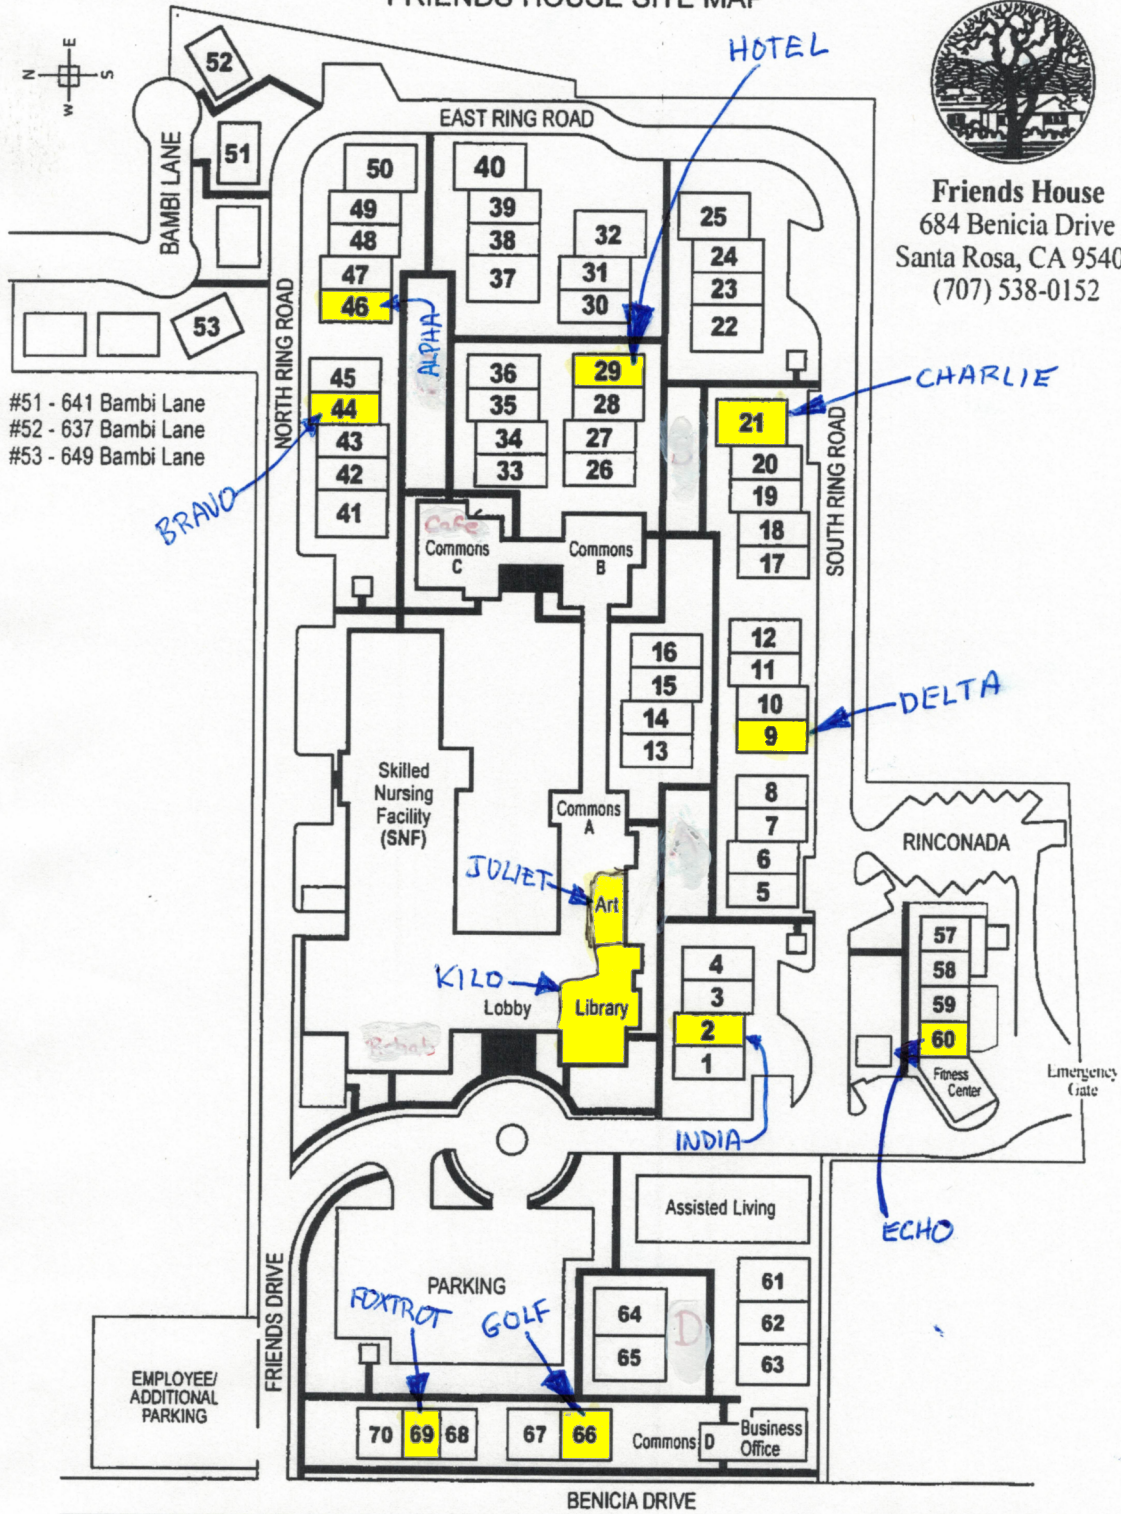 FRIENDS HOUSE SITE MAP
N E S W
HOTEL
52
EAST RING ROAD
51
BAMBI LANE
50
40
49
39
25
48
38
32
24
47
37
31
23
46
30
22
53
NORTH RING ROAD
ALPHA
Friends House
684 Benicia Drive
Santa Rosa, CA 9540
(707) 538-0152
#51 - 641 Bambi Lane
#52 - 637 Bambi Lane
#53 - 649 Bambi Lane
45
36
29
CHARLIE
44
35
28
21
43
34
27
20
42
33
26
19
41
18
17
BRAVO
SOUTH RING ROAD
Cafe
Commons
C
Commons
B
16
12
15
11
14
10
13
9
DELTA
Skilled
Nursing
Facility
(SNF)
Commons
A
8
7
6
5
RINCONADA
JULIET
Art
KILO
Lobby
Library
4
3
2
1
57
58
59
60
Fitness
Center
Emergency
Gate
Rehab
INDIA
ECHO
Assisted Living
FRIENDS DRIVE
PARKING
FOXTROT
GOLF
64
65
D
61
62
63
EMPLOYEE/
ADDITIONAL
PARKING
70
69
68
67
66
Commons D
Business
Office
BENICIA DRIVE